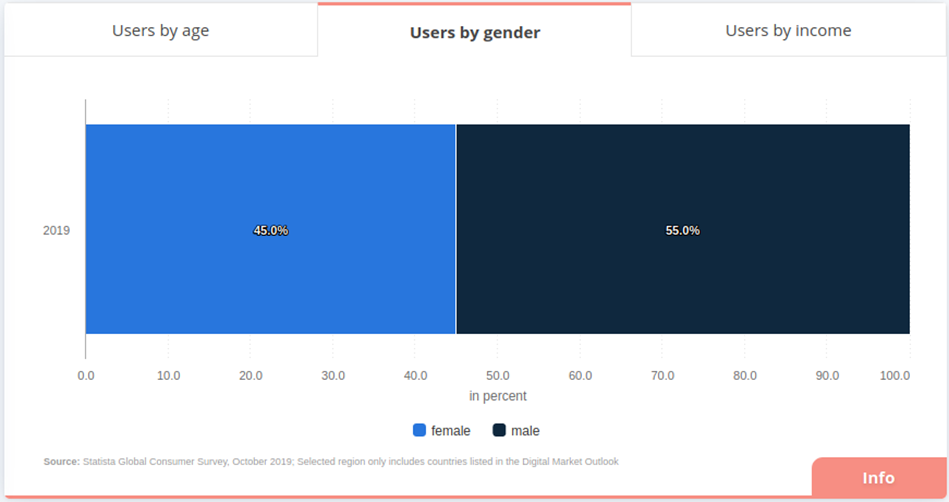 Users by age
Users by gender
Users by income
2019
45.0%
55.0%
0.0 10.0 20.0 30.0 40.0 50.0 60.0 70.0 80.0 90.0 100.0
in percent
female male
Source: Statista Global Consumer Survey, October 2019; Selected region only includes countries listed in the Digital Market Outlook
Info